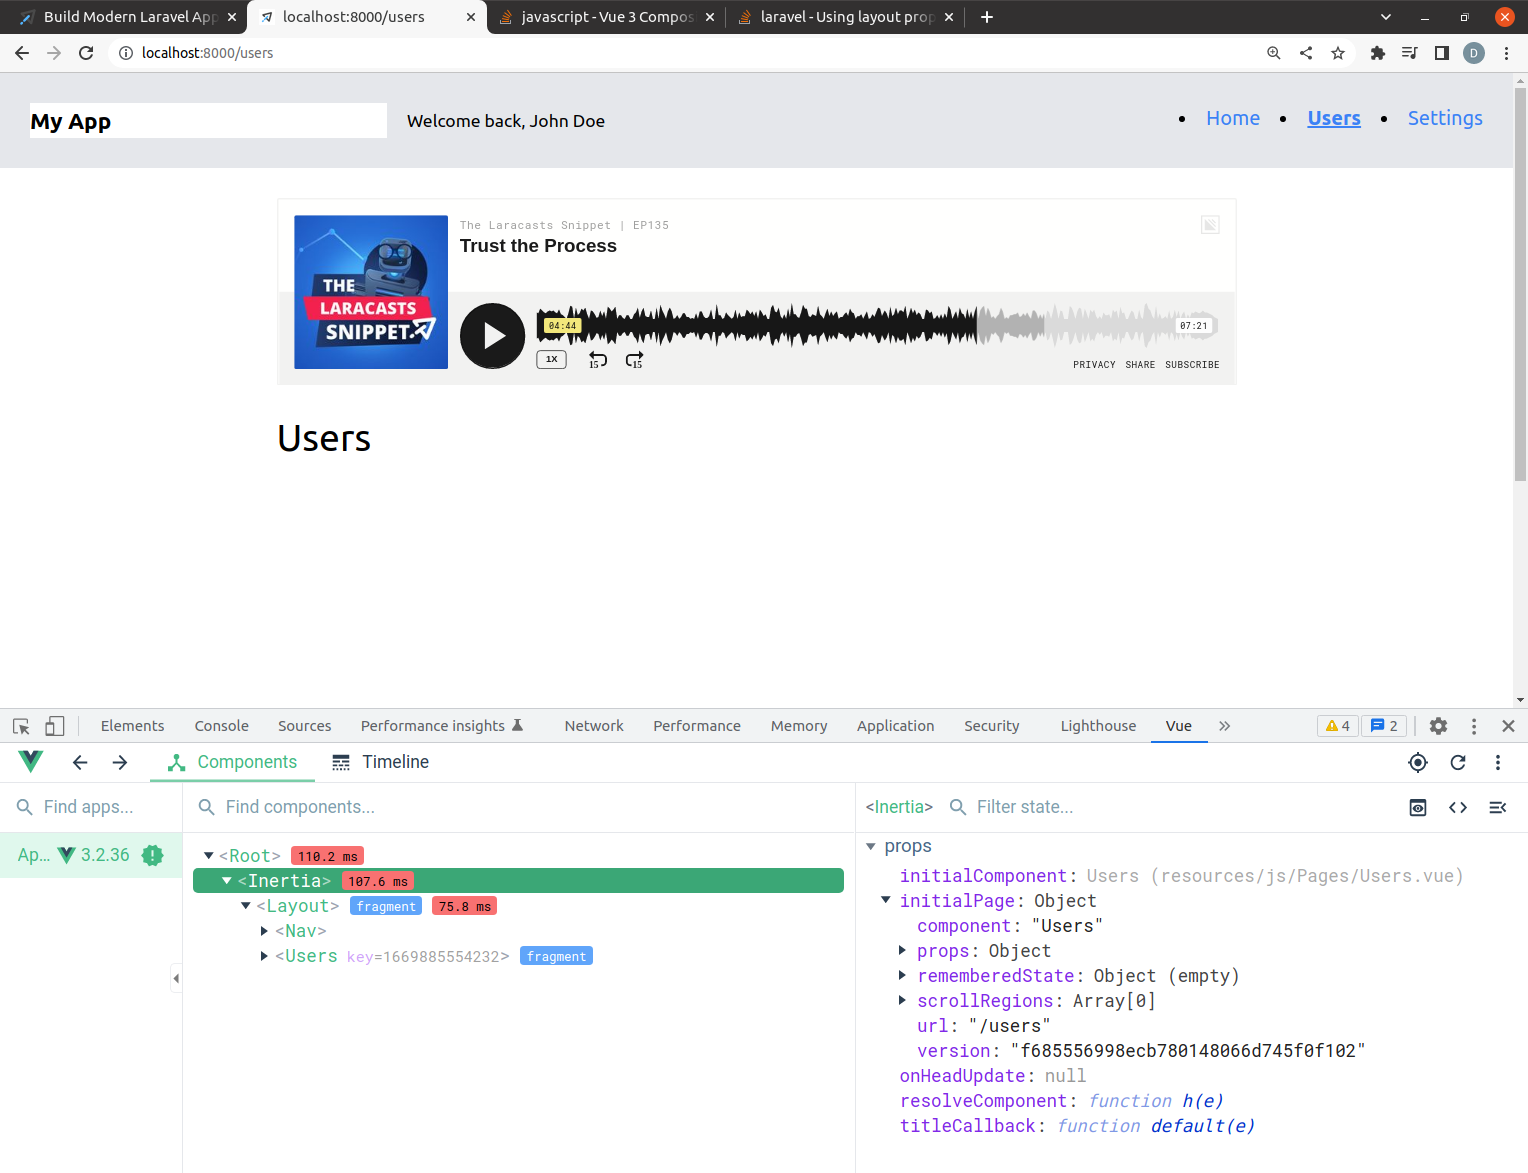 Build Modern Laravel App
localhost:8000/users
javascript - Vue 3 Compos
laravel - Using layout prop
localhost:8000/users
D
My App
Welcome back, John Doe
Home
Users
Settings
The Laracasts Snippet | EP135
Trust the Process
THE
LARACASTS
SNIPPET
04:44
07:21
1X
15
15
PRIVACY SHARE SUBSCRIBE
Users
Elements Console Sources Performance insights Network Performance Memory Application Security Lighthouse Vue 4 2
Components Timeline
Find apps...
Find components...
<Inertia> Filter state...
Ap... 3.2.36
<Root> 110.2 ms
<Inertia> 107.6 ms
<Layout> fragment 75.8 ms
<Nav>
<Users key=1669885554232> fragment
props
initialComponent: Users (resources/js/Pages/Users.vue)
initialPage: Object
component: "Users"
props: Object
rememberedState: Object (empty)
scrollRegions: Array[0]
url: "/users"
version: "f685556998ecb780148066d745f0f102"
onHeadUpdate: null
resolveComponent: function h(e)
titleCallback: function default(e)